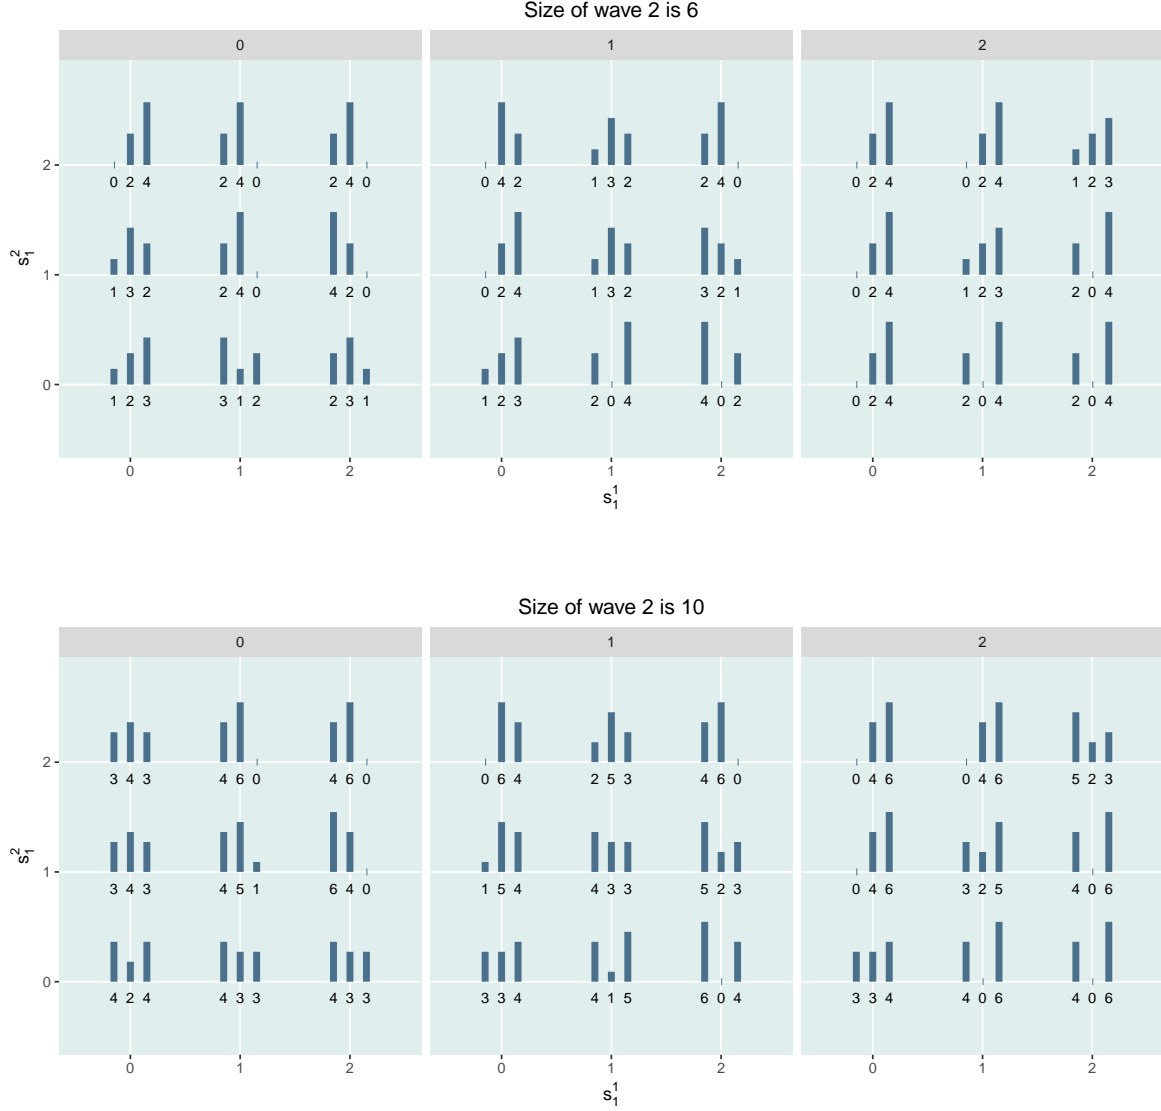 Size of wave 2 is 6
0 1 2
2
0 2 4 2 4 0 2 4 0 0 4 2 1 3 2 2 4 0 0 2 4 0 2 4 1 2 3
1
1 3 2 2 4 0 4 2 0 0 2 4 1 3 2 3 2 1 0 2 4 1 2 3 2 0 4
0
1 2 3 3 1 2 2 3 1 1 2 3 2 0 4 4 0 2 0 2 4 2 0 4 2 0 4
0 1 2 0 1 2 0 1 2
s₁²
s₁¹
Size of wave 2 is 10
0 1 2
2
3 4 3 4 6 0 4 6 0 0 6 4 2 5 3 4 6 0 0 4 6 0 4 6 5 2 3
1
3 4 3 4 5 1 6 4 0 1 5 4 4 3 3 5 2 3 0 4 6 3 2 5 4 0 6
0
4 2 4 4 3 3 4 3 3 3 3 4 4 1 5 6 0 4 3 3 4 4 0 6 4 0 6
0 1 2 0 1 2 0 1 2
s₁²
s₁¹